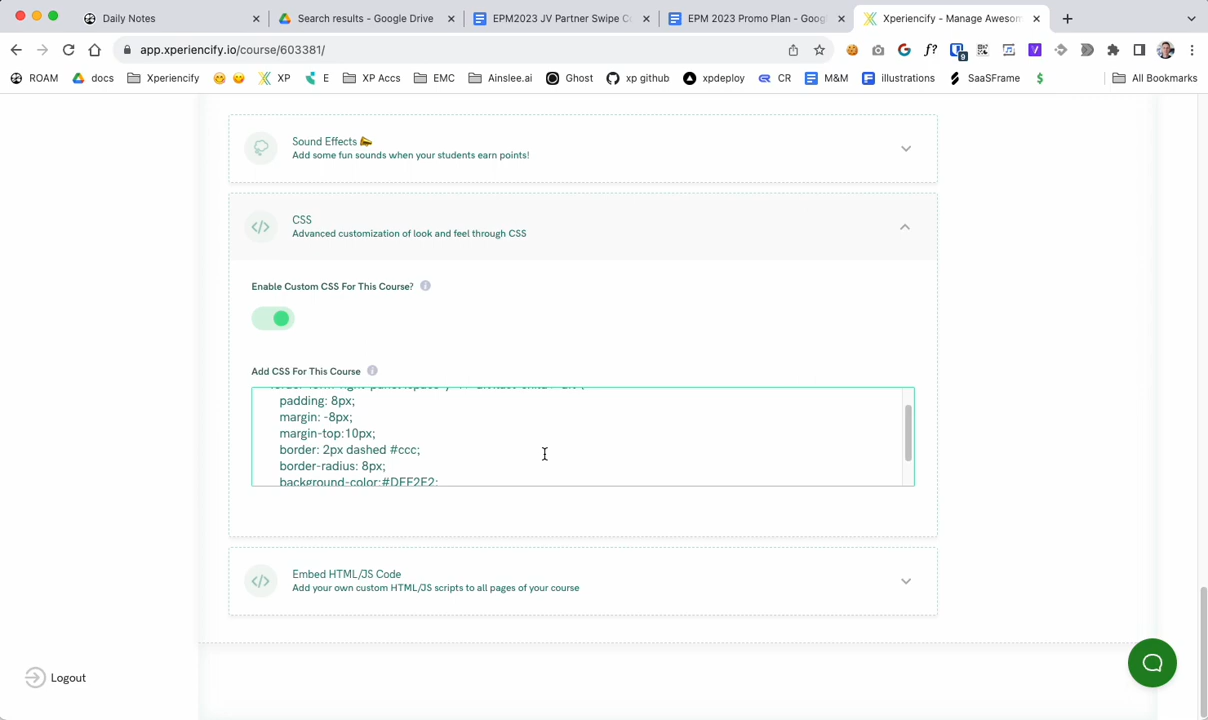 Daily Notes
Search results - Google Drive
EPM2023 JV Partner Swipe Co
EPM 2023 Promo Plan - Goog
Xperiencify - Manage Awesom
app.xperiencify.io/course/603381/
ROAM
docs
Xperiencify
XP
E
XP Accs
EMC
Ainslee.ai
Ghost
xp github
xpdeploy
CR
M&M
illustrations
SaaSFrame
All Bookmarks
Sound Effects
Add some fun sounds when your students earn points!
CSS
Advanced customization of look and feel through CSS
Enable Custom CSS For This Course?
Add CSS For This Course
padding: 8px;
margin: -8px;
margin-top:10px;
border: 2px dashed #ccc;
border-radius: 8px;
Embed HTML/JS Code
Add your own custom HTML/JS scripts to all pages of your course
Logout